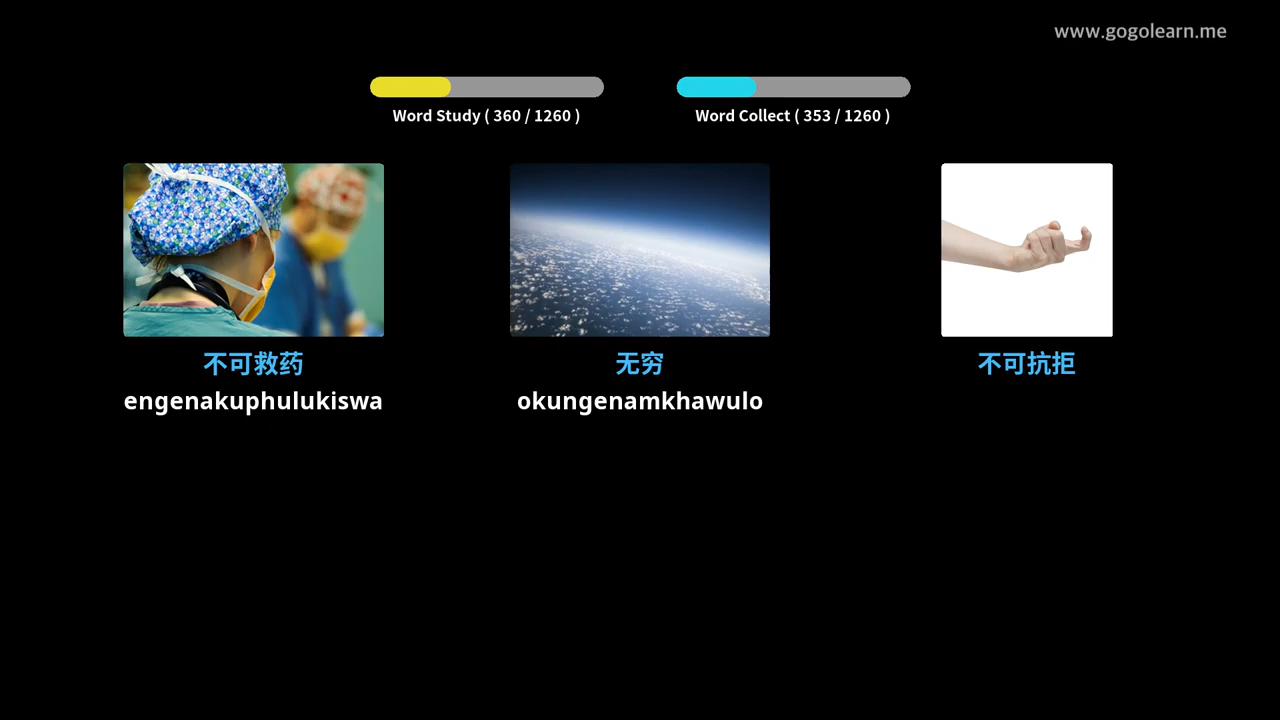 www.gogolearn.me
Word Study ( 360 / 1260 )
Word Collect ( 353 / 1260 )
不可救药
engenakuphulukiswa
无穷
okungenamkhawulo
不可抗拒